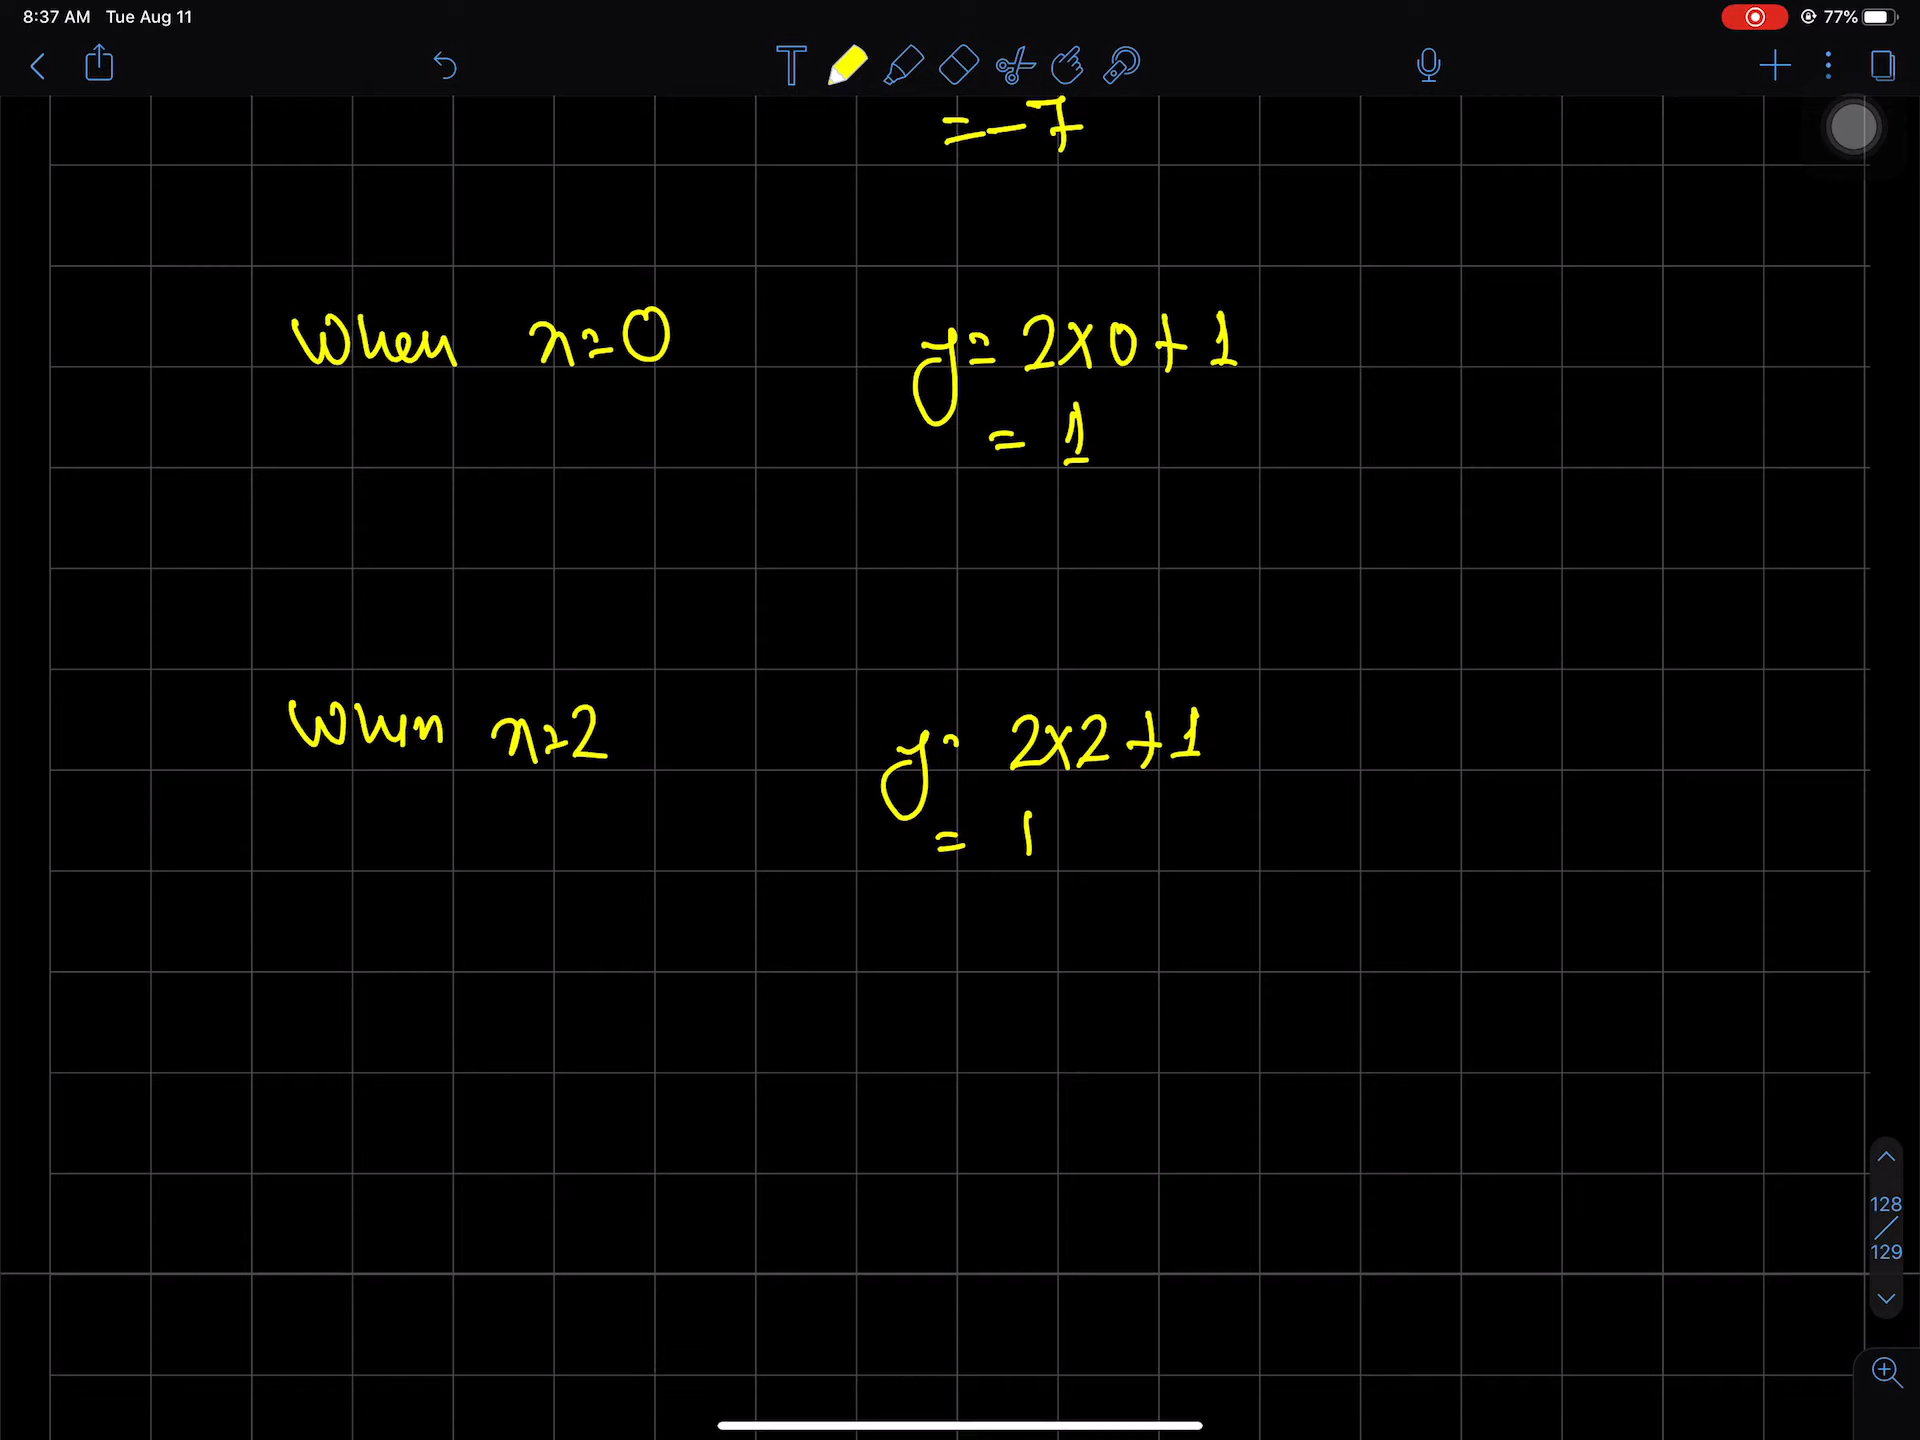 8:37 AM Tue Aug 11
77%
= -7
When x=0 y= 2x0+1
= 1
When x=2 y= 2x2+1
= 1
128
129